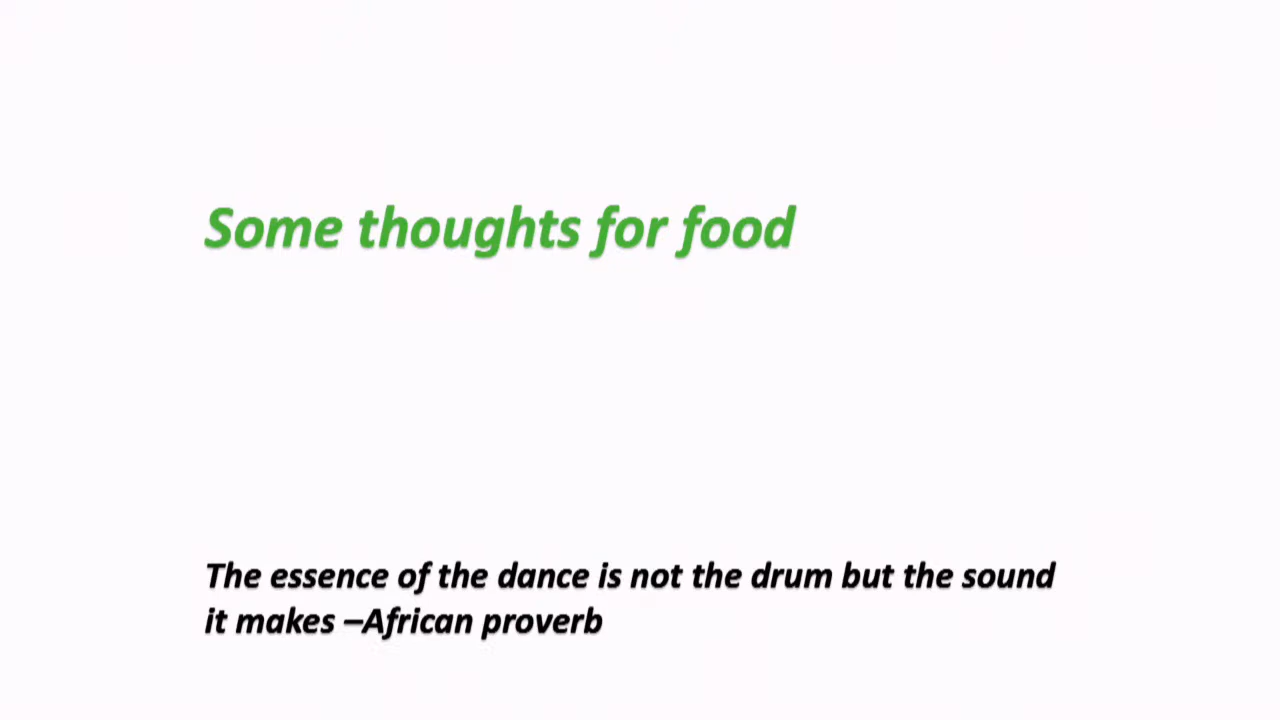 Some thoughts for food
The essence of the dance is not the drum but the sound
it makes –African proverb